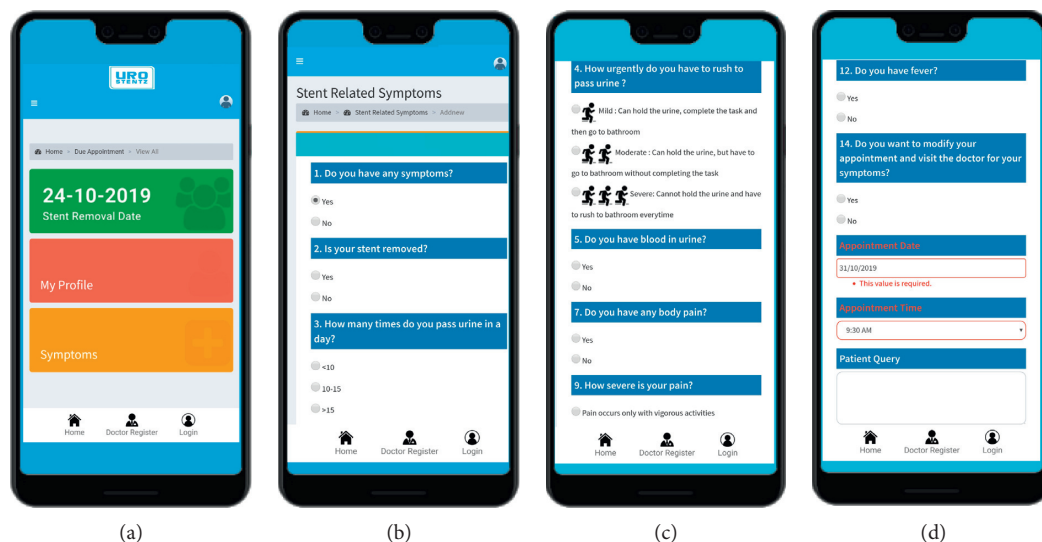 URO
STENTZ
Home > Due Appointment > View All
24-10-2019
Stent Removal Date
My Profile
Symptoms
Home Doctor Register Login
(a)
Stent Related Symptoms
Home > Stent Related Symptoms > Addnew
1. Do you have any symptoms?
Yes
No
2. Is your stent removed?
Yes
No
3. How many times do you pass urine in a
day?
<10
10-15
>15
Home Doctor Register Login
(b)
4. How urgently do you have to rush to
pass urine ?
Mild : Can hold the urine, complete the task and
then go to bathroom
Moderate : Can hold the urine, but have to
go to bathroom without completing the task
Severe: Cannot hold the urine and have
to rush to bathroom everytime
5. Do you have blood in urine?
Yes
No
7. Do you have any body pain?
Yes
No
9. How severe is your pain?
Pain occurs only with vigorous activities
Home Doctor Register Login
(c)
12. Do you have fever?
Yes
No
14. Do you want to modify your
appointment and visit the doctor for your
symptoms?
Yes
No
Appointment Date
31/10/2019
• This value is required.
Appointment Time
9:30 AM
Patient Query
Home Doctor Register Login
(d)